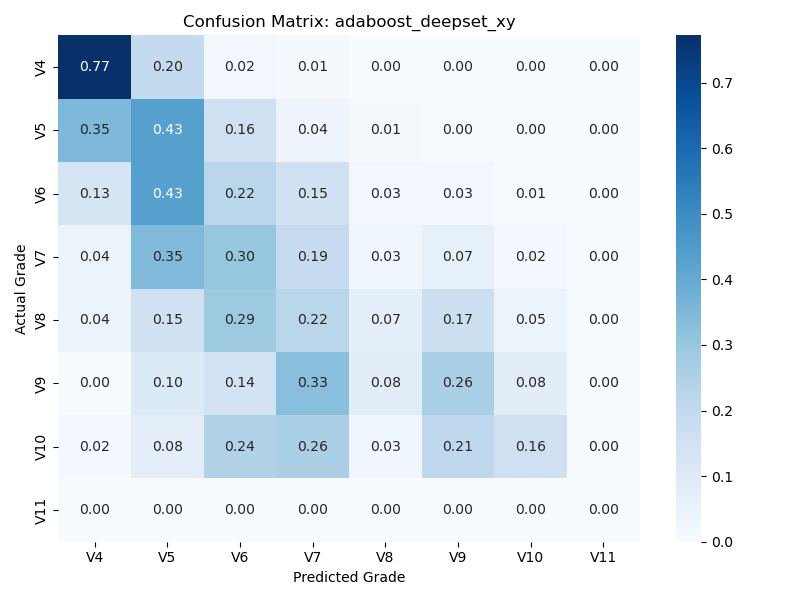 Confusion Matrix: adaboost_deepset_xy
Actual Grade
V4 0.77 0.20 0.02 0.01 0.00 0.00 0.00 0.00
V5 0.35 0.43 0.16 0.04 0.01 0.00 0.00 0.00
V6 0.13 0.43 0.22 0.15 0.03 0.03 0.01 0.00
V7 0.04 0.35 0.30 0.19 0.03 0.07 0.02 0.00
V8 0.04 0.15 0.29 0.22 0.07 0.17 0.05 0.00
V9 0.00 0.10 0.14 0.33 0.08 0.26 0.08 0.00
V10 0.02 0.08 0.24 0.26 0.03 0.21 0.16 0.00
V11 0.00 0.00 0.00 0.00 0.00 0.00 0.00 0.00
V4 V5 V6 V7 V8 V9 V10 V11
Predicted Grade
0.7
0.6
0.5
0.4
0.3
0.2
0.1
0.0